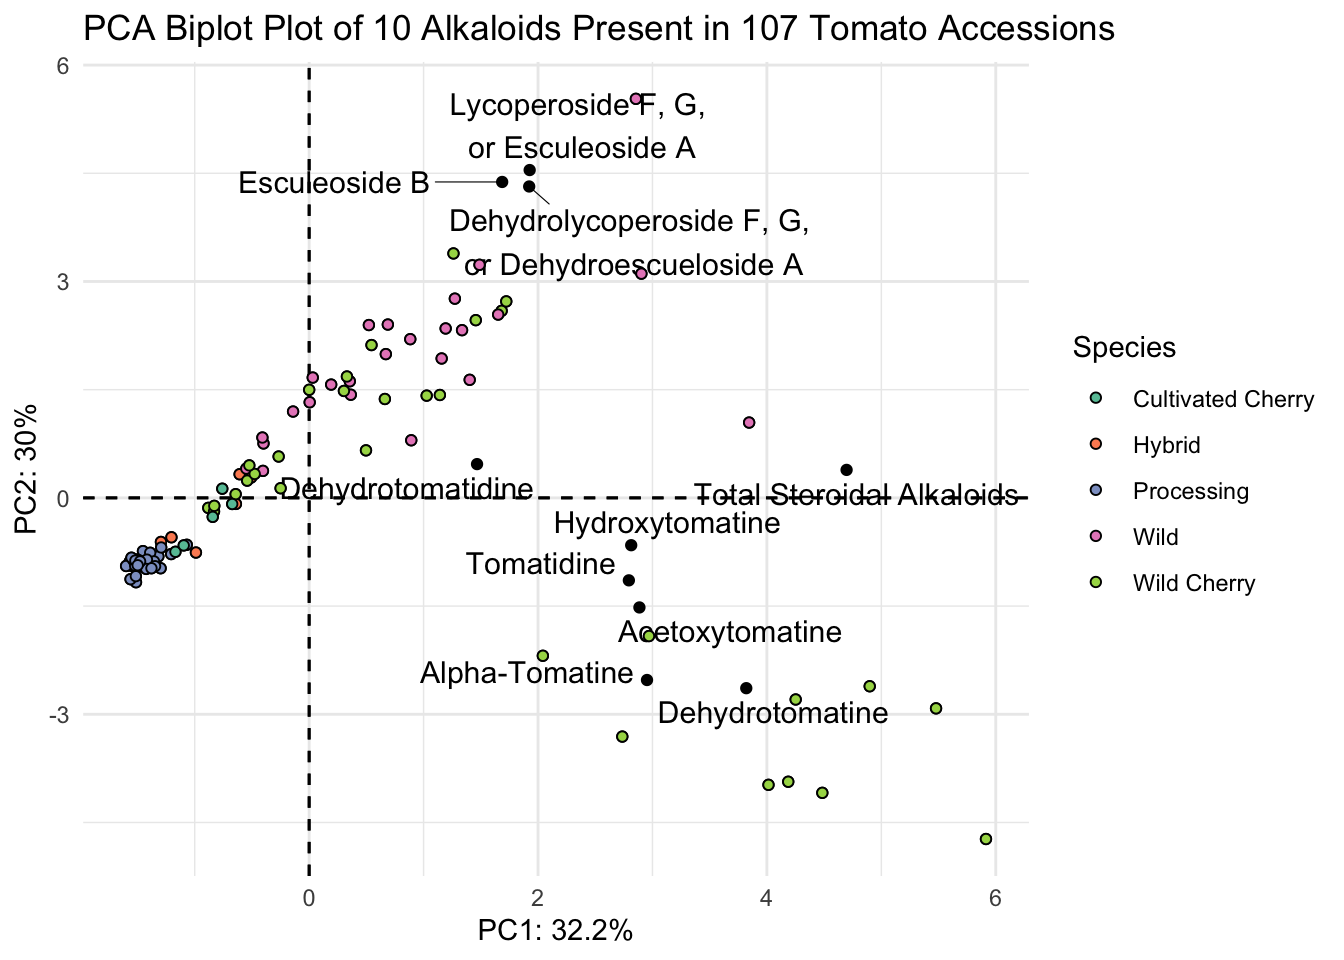 PCA Biplot Plot of 10 Alkaloids Present in 107 Tomato Accessions
6
Lycoperoside F, G,
or Esculeoside A
Esculeoside B
Dehydrolycoperoside F, G,
or Dehydroescueloside A
3
Species
Cultivated Cherry
Hybrid
Processing
Wild
Wild Cherry
PC2: 30%
0
Dehydrotomatidine
Total Steroidal Alkaloids
Hydroxytomatine
Tomatidine
Acetoxytomatine
Alpha-Tomatine
Dehydrotomatine
-3
0
2
4
6
PC1: 32.2%